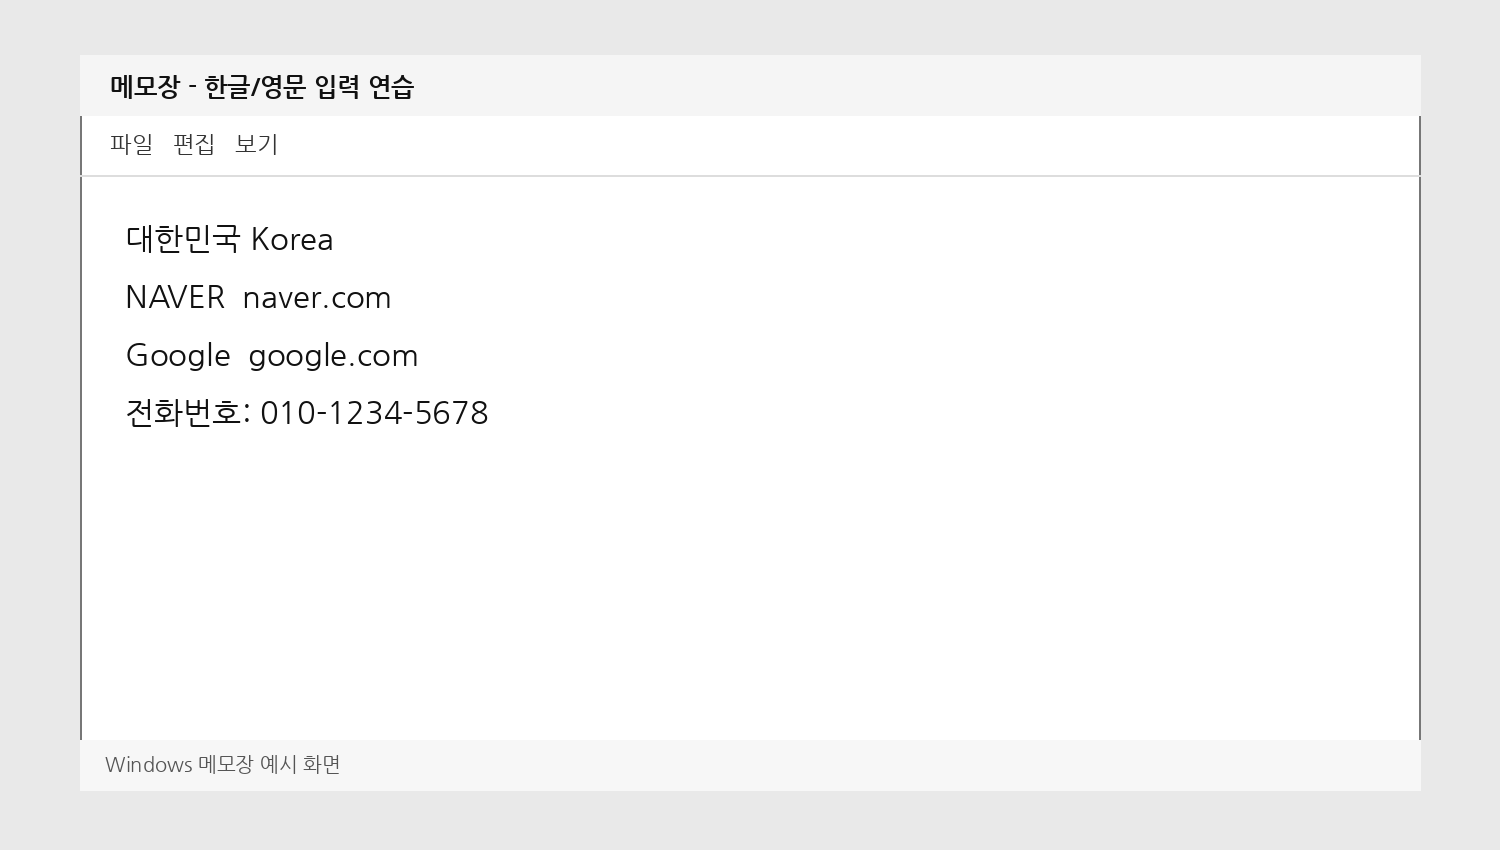 메모장 - 한글/영문 입력 연습
파일 편집 보기
대한민국 Korea
NAVER  naver.com
Google  google.com
전화번호: 010-1234-5678
Windows 메모장 예시 화면